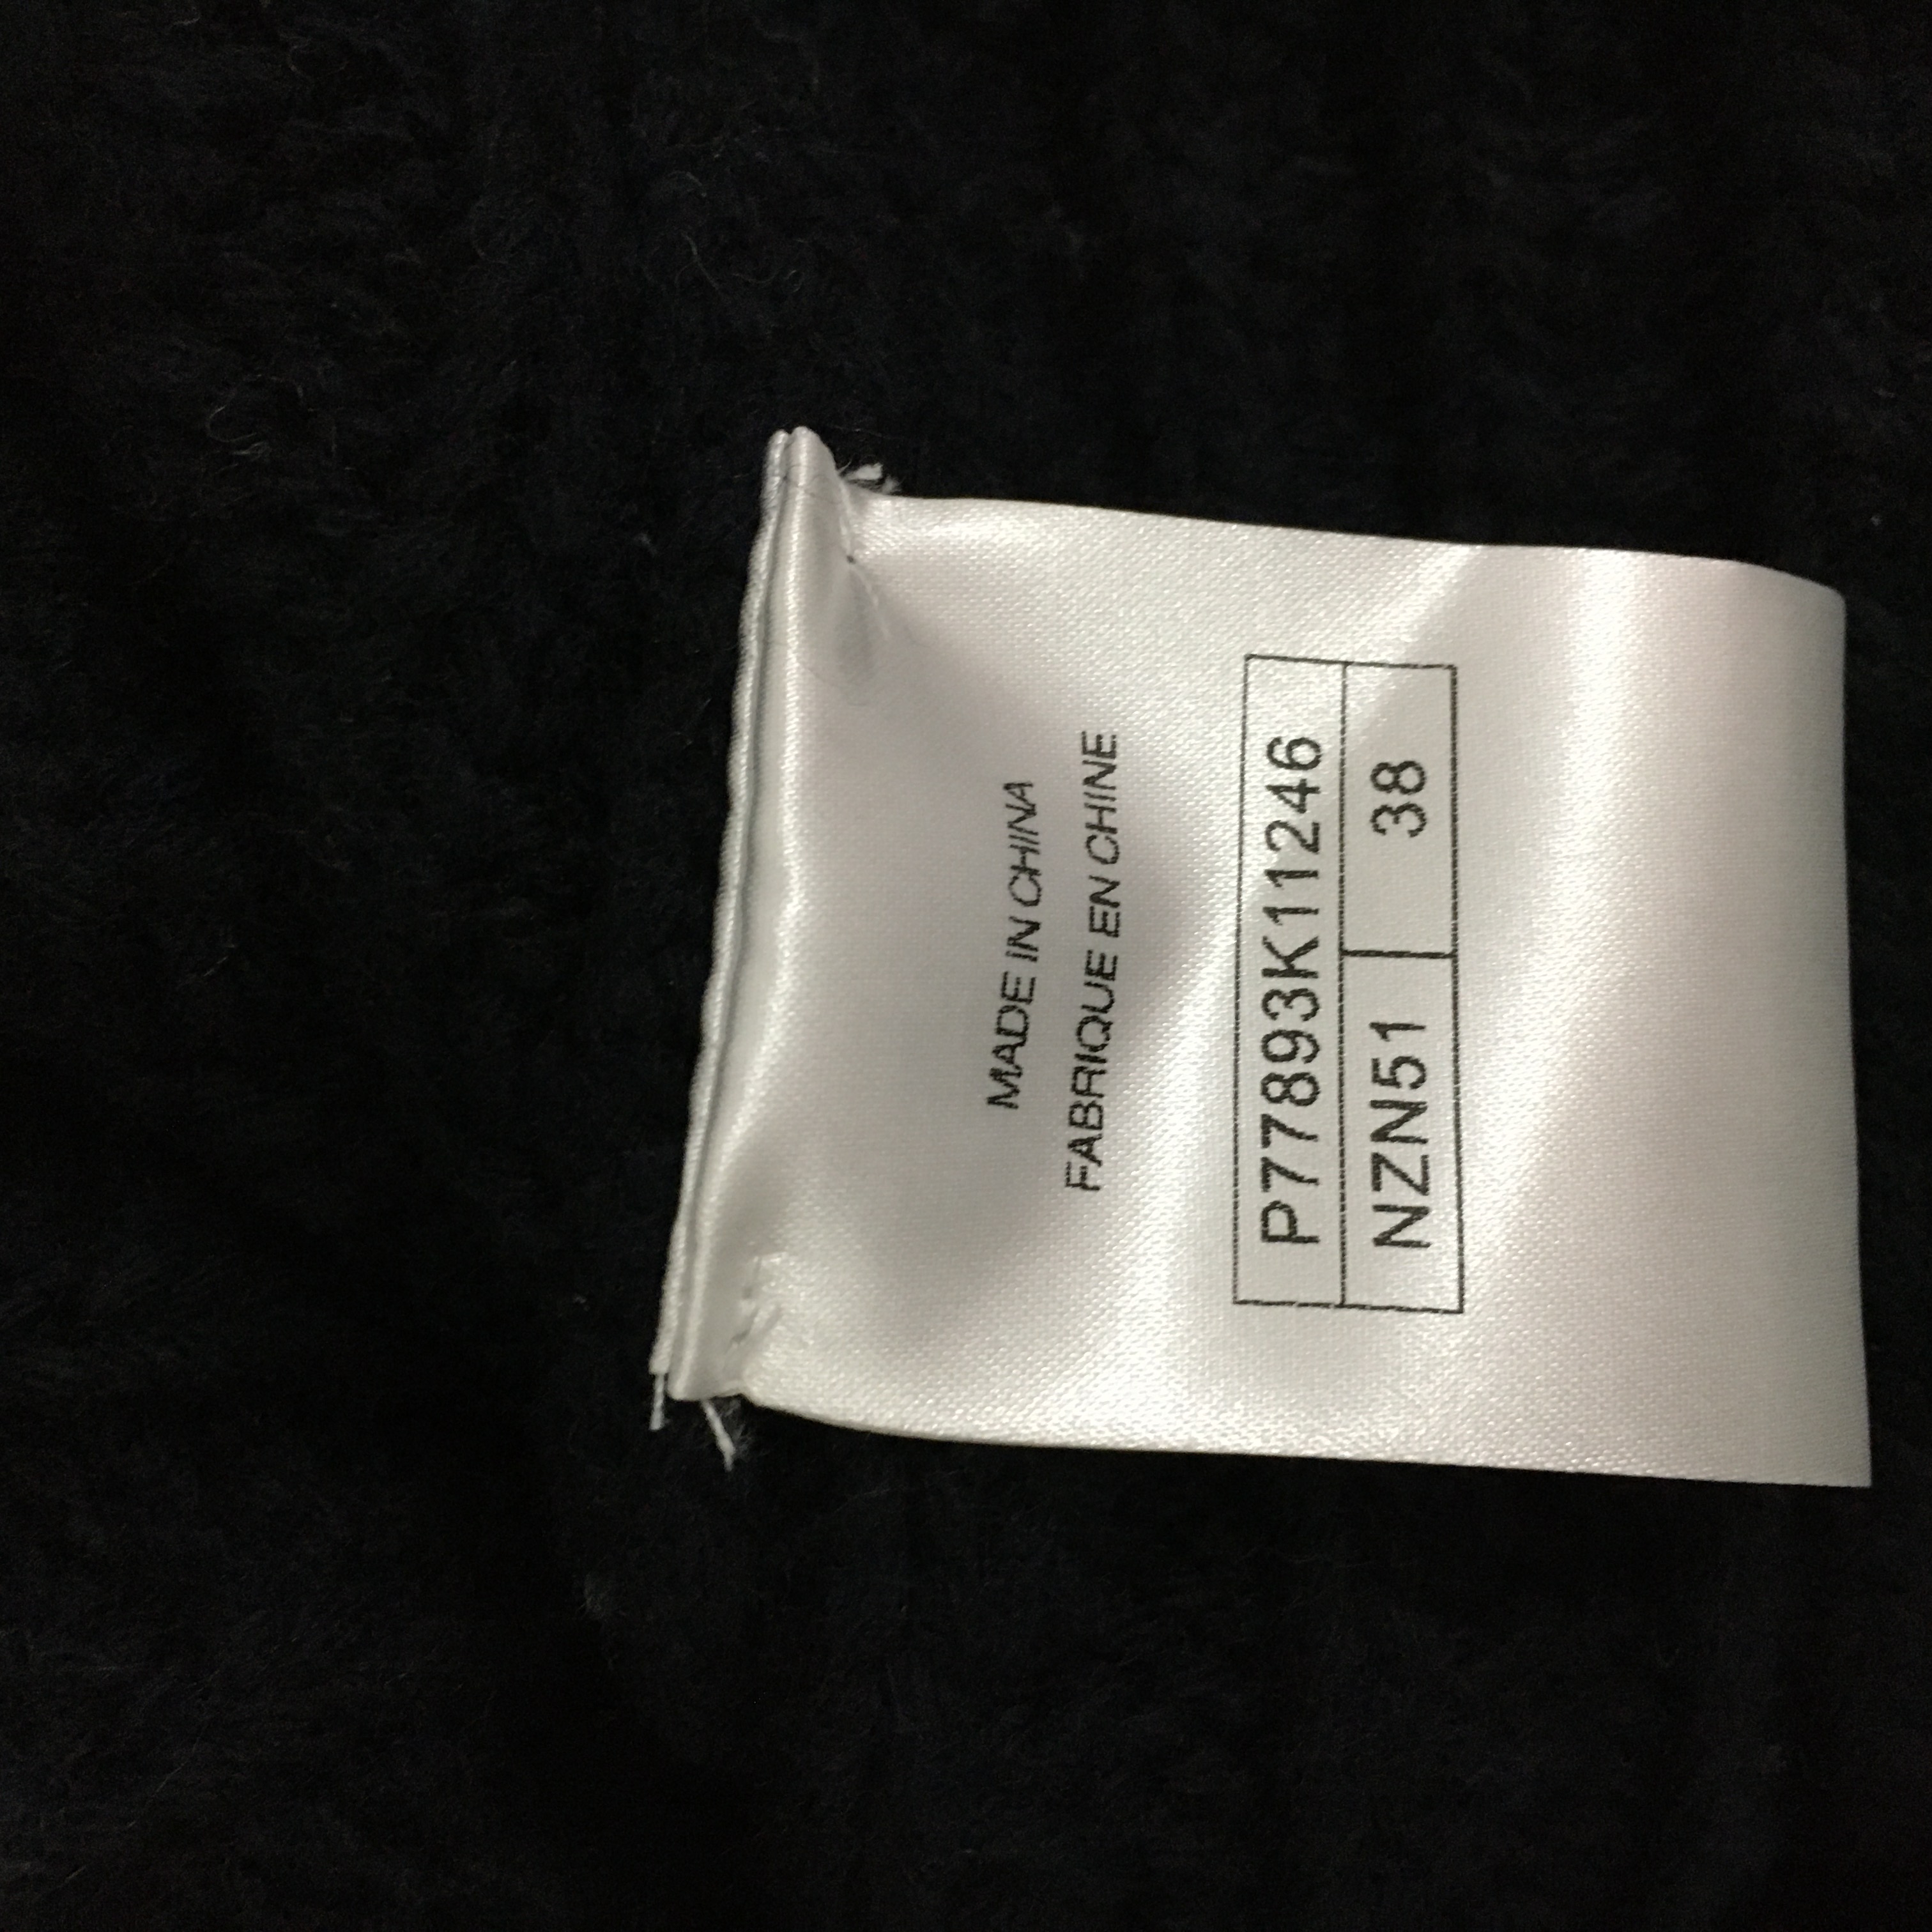 MADE IN CHINA
FABRIQUE EN CHINE
P77893K11246
NZN51 38